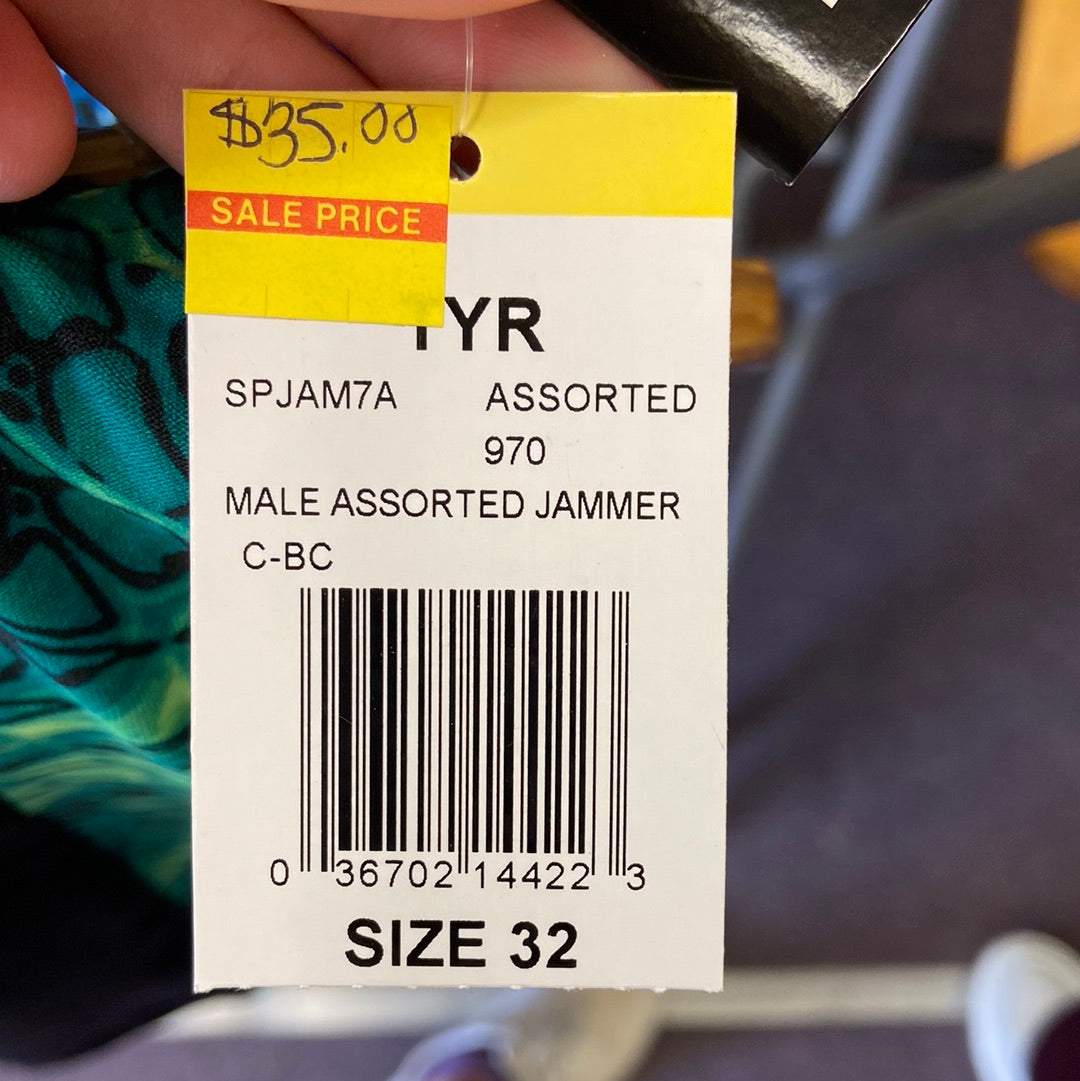 $35.00
SALE PRICE
TYR
SPJAM7A ASSORTED
970
MALE ASSORTED JAMMER
C-BC
0 36702 14422 3
SIZE 32